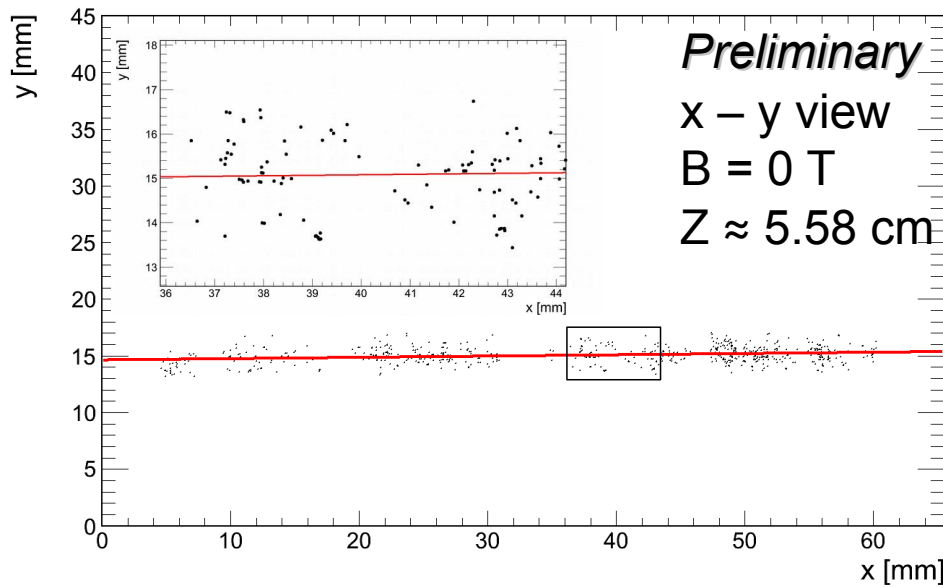 Preliminary
x – y view
B = 0 T
Z ≈ 5.58 cm
y [mm]
45
40
35
30
25
20
15
10
5
0
0 10 20 30 40 50 60
x [mm]
y [mm]
18
17
16
15
14
13
36 37 38 39 40 41 42 43 44
x [mm]